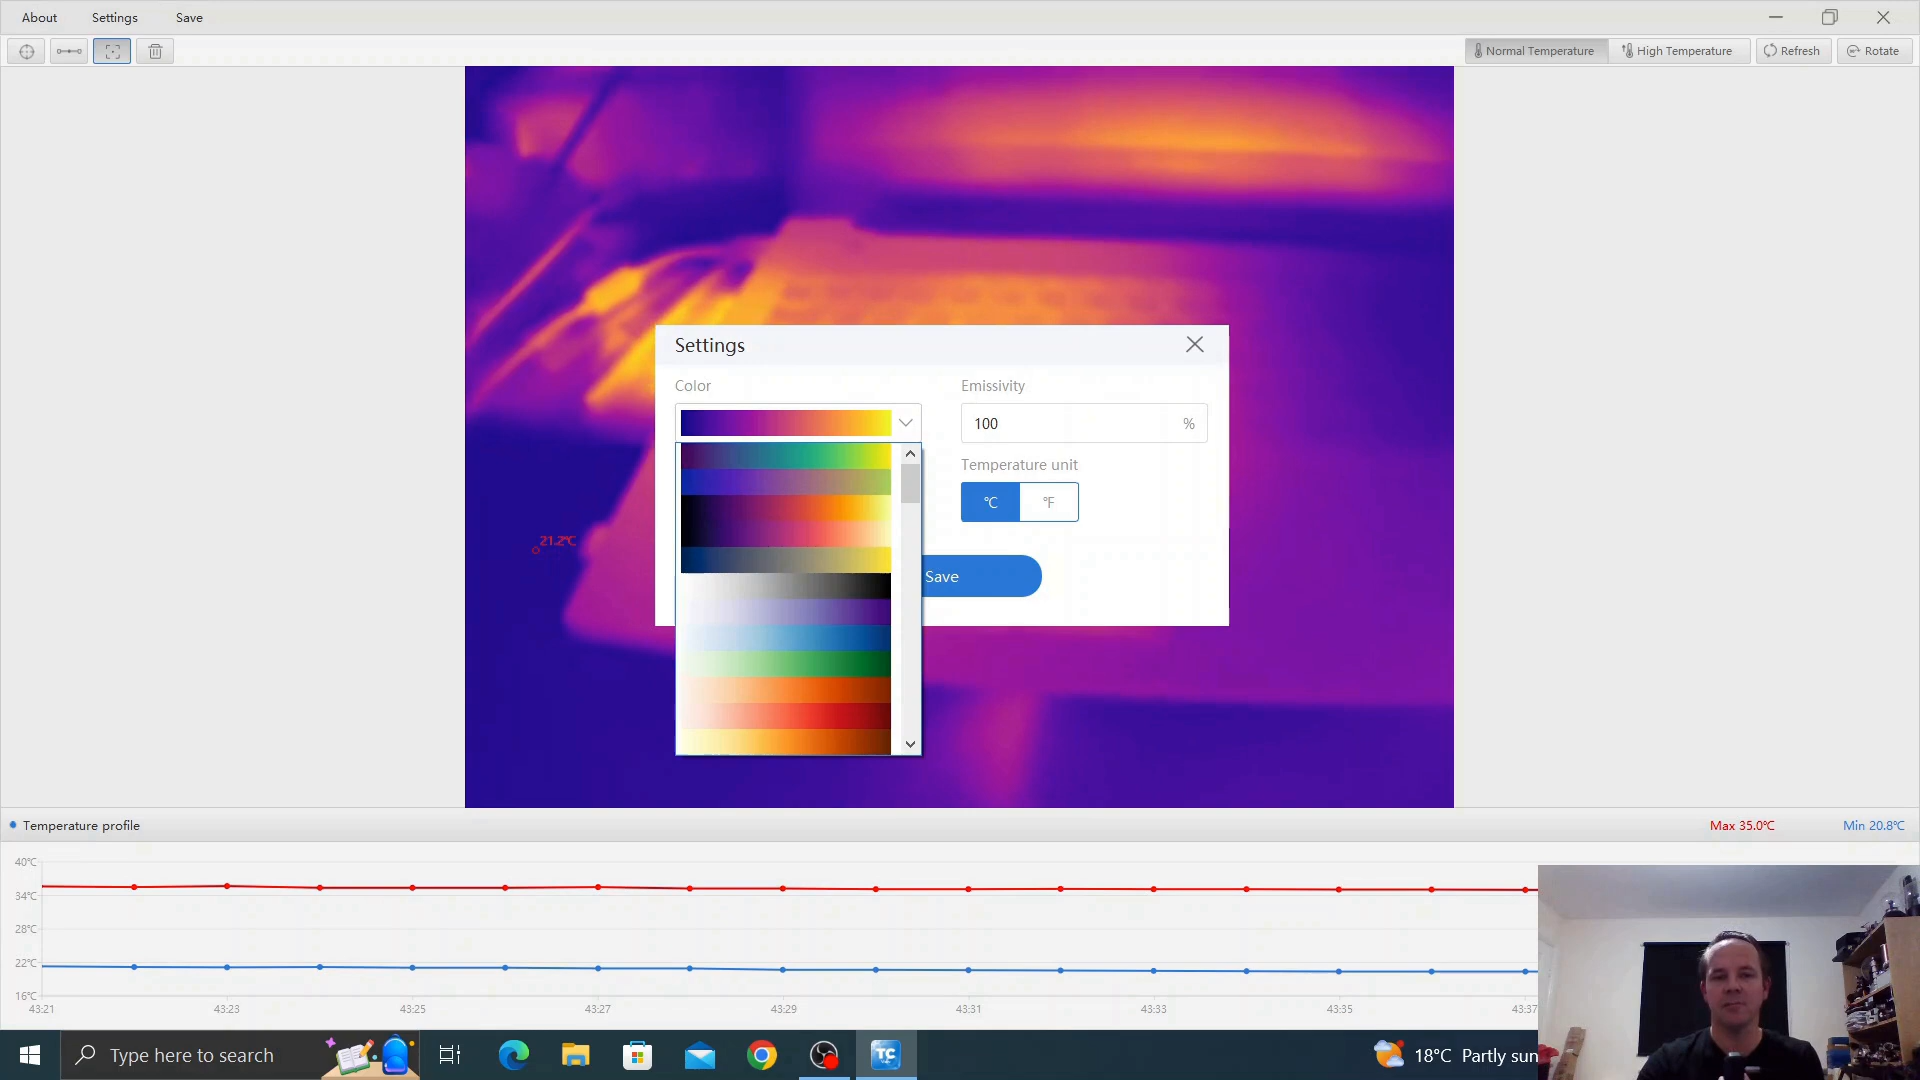 About Settings Save
Normal Temperature High Temperature Refresh Rotate
Settings
Color Emissivity
100 %
Temperature unit
℃ ℉
21.2℃
Save
Temperature profile Max 35.0℃ Min 20.8℃
40℃
34℃
28℃
22℃
16℃
43:21 43:23 43:25 43:27 43:29 43:31 43:33 43:35 43:37
Type here to search TC 18°C Partly sun